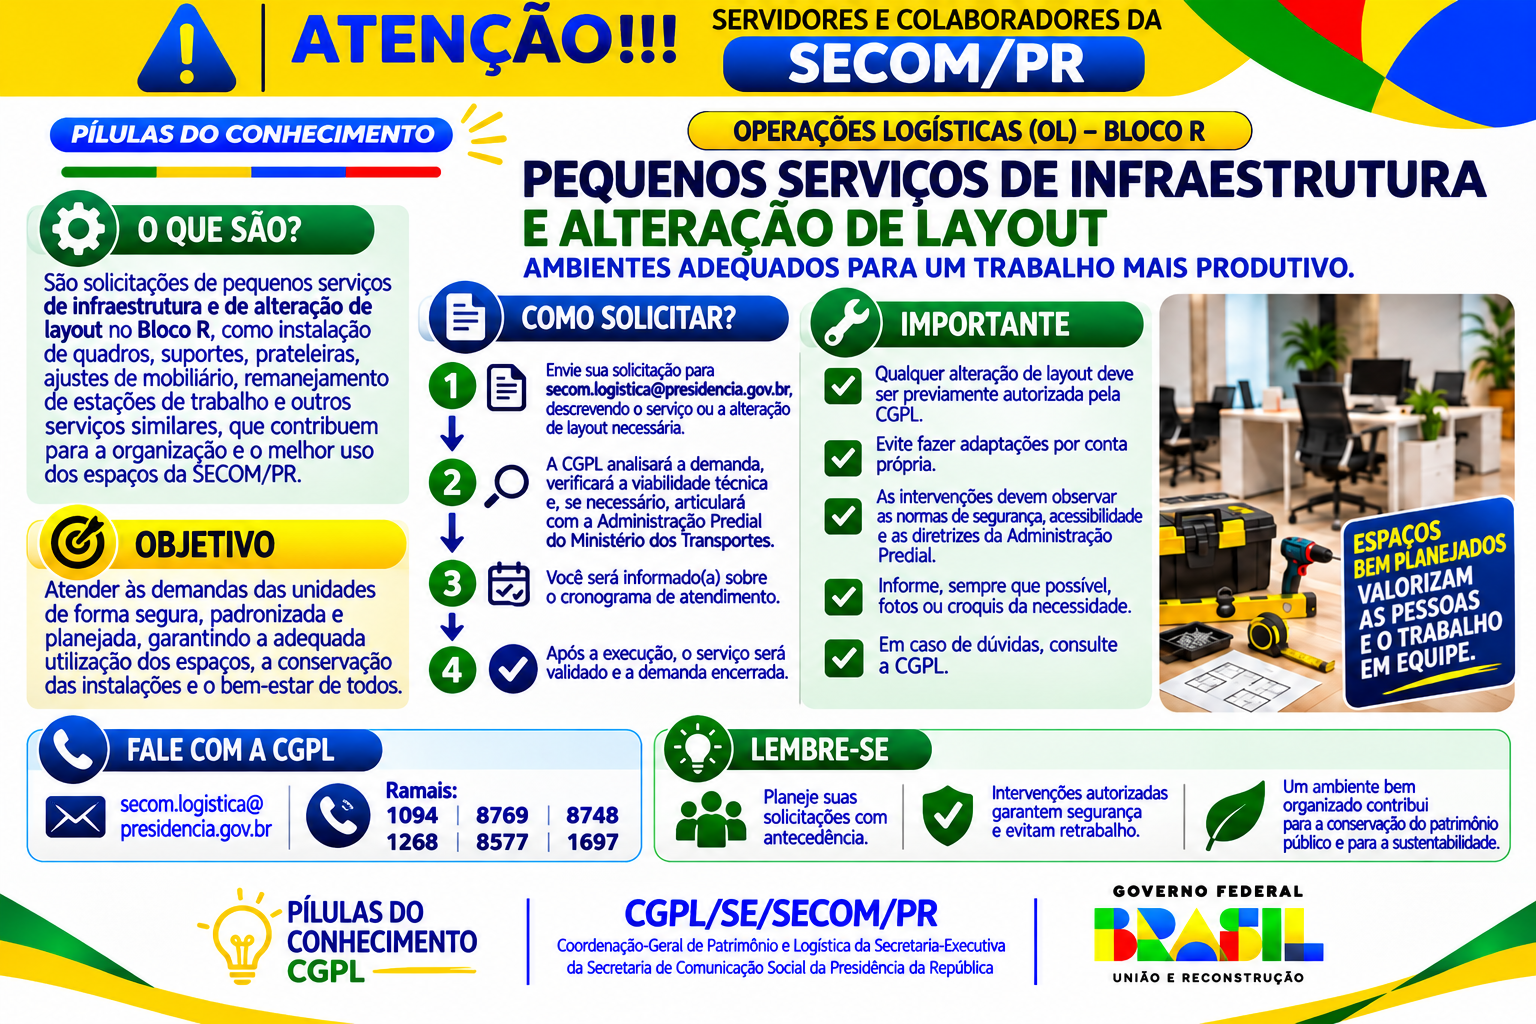 ATENÇÃO!!!
SERVIDORES E COLABORADORES DA
SECOM/PR
PÍLULAS DO CONHECIMENTO
OPERAÇÕES LOGÍSTICAS (OL) – BLOCO R
PEQUENOS SERVIÇOS DE INFRAESTRUTURA
E ALTERAÇÃO DE LAYOUT
AMBIENTES ADEQUADOS PARA UM TRABALHO MAIS PRODUTIVO.
O QUE SÃO?
São solicitações de pequenos serviços
de infraestrutura e de alteração de
layout no Bloco R, como instalação
de quadros, suportes, prateleiras,
ajustes de mobiliário, remanejamento
de estações de trabalho e outros
serviços similares, que contribuem
para a organização e o melhor uso
dos espaços da SECOM/PR.
OBJETIVO
Atender às demandas das unidades
de forma segura, padronizada e
planejada, garantindo a adequada
utilização dos espaços, a conservação
das instalações e o bem-estar de todos.
COMO SOLICITAR?
1
Envie sua solicitação para
secom.logistica@presidencia.gov.br,
descrevendo o serviço ou a alteração
de layout necessária.
2
A CGPL analisará a demanda,
verificará a viabilidade técnica
e, se necessário, articulará
com a Administração Predial
do Ministério dos Transportes.
3
Você será informado(a) sobre
o cronograma de atendimento.
4
Após a execução, o serviço será
validado e a demanda encerrada.
IMPORTANTE
Qualquer alteração de layout deve
ser previamente autorizada pela
CGPL.
Evite fazer adaptações por conta
própria.
As intervenções devem observar
as normas de segurança, acessibilidade
e as diretrizes da Administração
Predial.
Informe, sempre que possível,
fotos ou croquis da necessidade.
Em caso de dúvidas, consulte
a CGPL.
ESPAÇOS
BEM PLANEJADOS
VALORIZAM
AS PESSOAS
E O TRABALHO
EM EQUIPE.
FALE COM A CGPL
secom.logistica@
presidencia.gov.br
Ramais:
1094 | 8769 | 8748
1268 | 8577 | 1697
LEMBRE-SE
Planeje suas
solicitações com
antecedência.
Intervenções autorizadas
garantem segurança
e evitam retrabalho.
Um ambiente bem
organizado contribui
para a conservação do patrimônio
público e para a sustentabilidade.
PÍLULAS DO
CONHECIMENTO
CGPL
CGPL/SE/SECOM/PR
Coordenação-Geral de Patrimônio e Logística da Secretaria-Executiva
da Secretaria de Comunicação Social da Presidência da República
GOVERNO FEDERAL
BRASIL
UNIÃO E RECONSTRUÇÃO